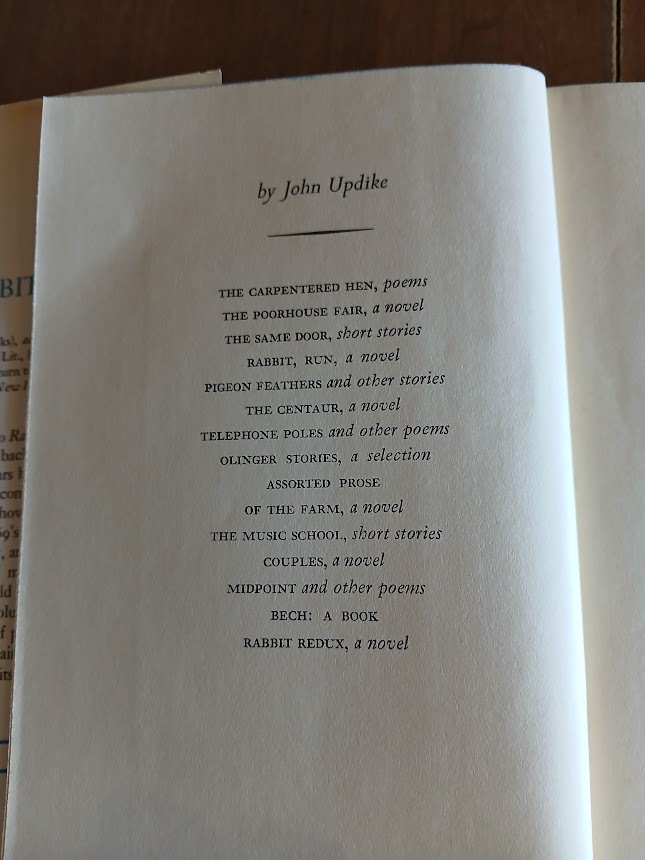 by John Updike
THE CARPENTERED HEN, poems
THE POORHOUSE FAIR, a novel
THE SAME DOOR, short stories
RABBIT, RUN, a novel
PIGEON FEATHERS and other stories
THE CENTAUR, a novel
TELEPHONE POLES and other poems
OLINGER STORIES, a selection
ASSORTED PROSE
OF THE FARM, a novel
THE MUSIC SCHOOL, short stories
COUPLES, a novel
MIDPOINT and other poems
BECH: A BOOK
RABBIT REDUX, a novel